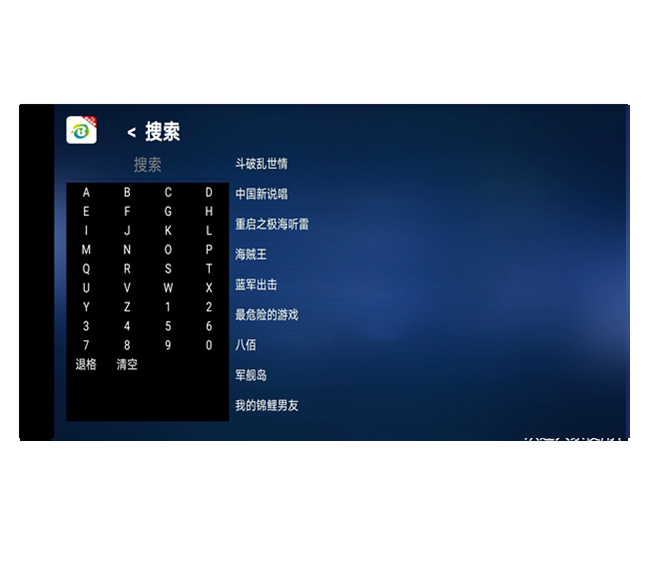 < 搜索
搜索
A B C D
E F G H
I J K L
M N O P
Q R S T
U V W X
Y Z 1 2
3 4 5 6
7 8 9 0
退格 清空
斗破乱世情
中国新说唱
重启之极海听雷
海贼王
蓝军出击
最危险的游戏
八佰
军舰岛
我的锦鲤男友